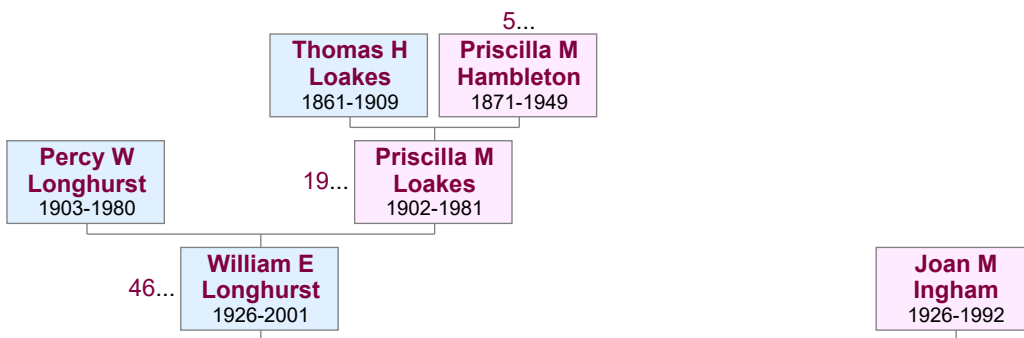 5...
Thomas H
Loakes
1861-1909
Priscilla M
Hambleton
1871-1949
Percy W
Longhurst
1903-1980
19...
Priscilla M
Loakes
1902-1981
46...
William E
Longhurst
1926-2001
Joan M
Ingham
1926-1992